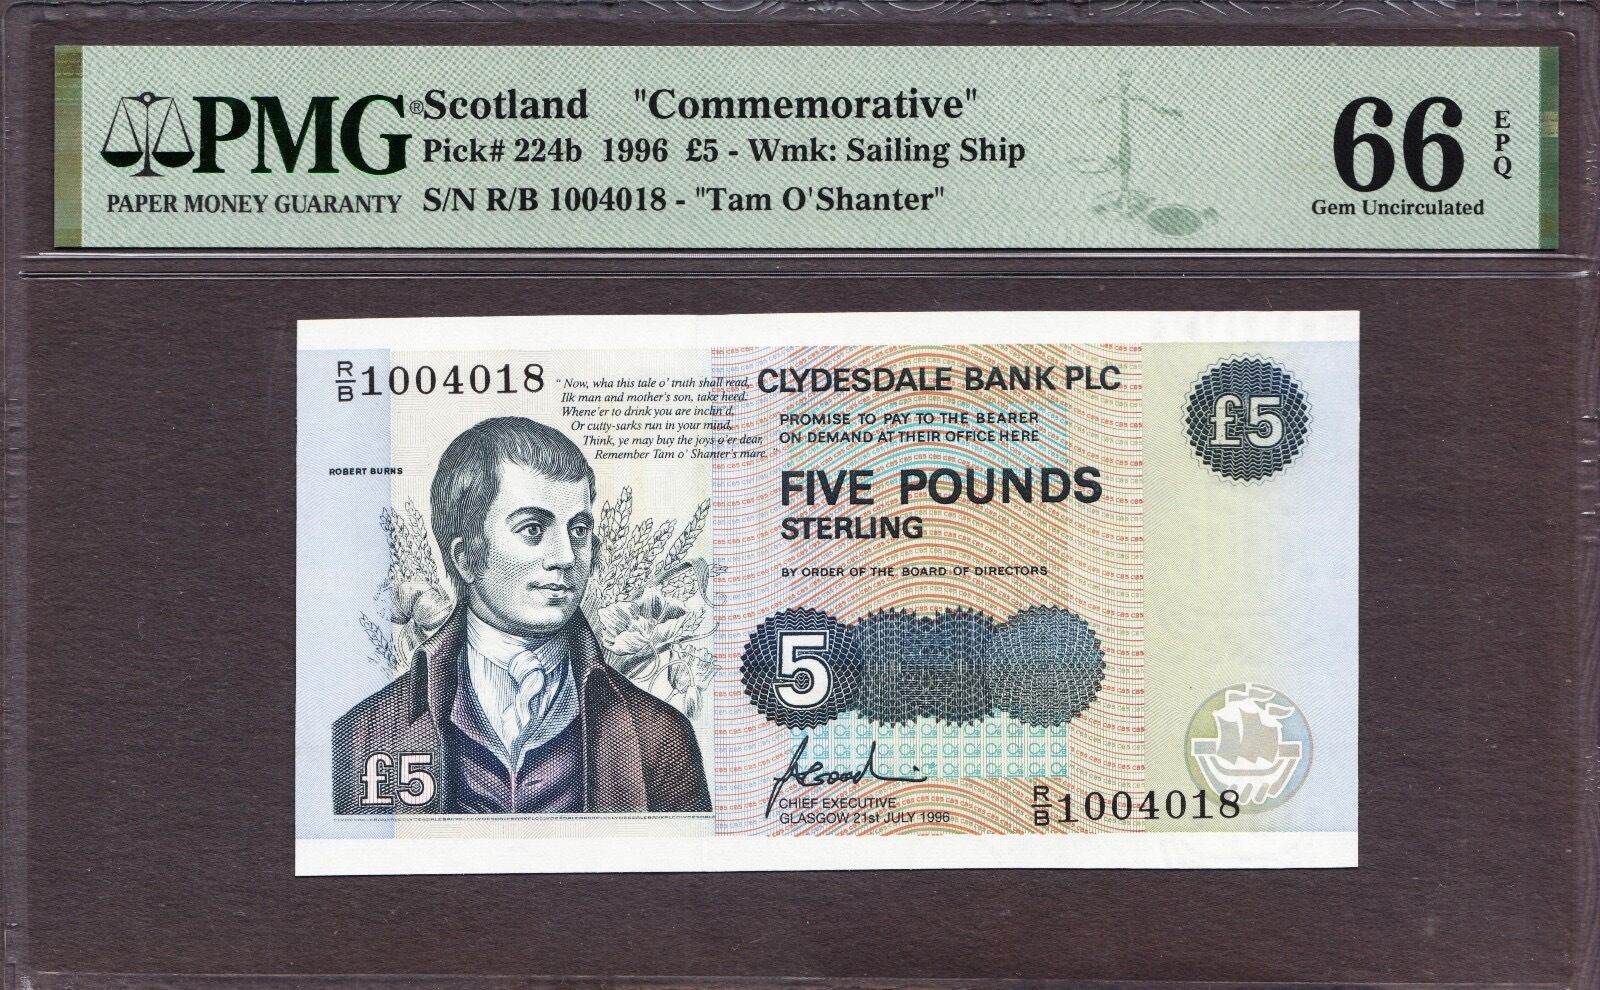 PMG®
PAPER MONEY GUARANTY
Scotland "Commemorative"
Pick# 224b 1996 £5 - Wmk: Sailing Ship
S/N R/B 1004018 - "Tam O'Shanter"
66
EPQ
Gem Uncirculated
R/B 1004018
"Now, wha this tale o' truth shall read,
Ilk man and mother's son, take heed:
Whene'er to drink you are inclin'd,
Or cutty-sarks run in your mind,
Think, ye may buy the joys o'er dear,
Remember Tam o' Shanter's mare."
ROBERT BURNS
£5
CLYDESDALE BANK PLC
PROMISE TO PAY TO THE BEARER
ON DEMAND AT THEIR OFFICE HERE
FIVE POUNDS
STERLING
BY ORDER OF THE BOARD OF DIRECTORS
5
CHIEF EXECUTIVE
GLASGOW 21st JULY 1996
£5
R/B 1004018